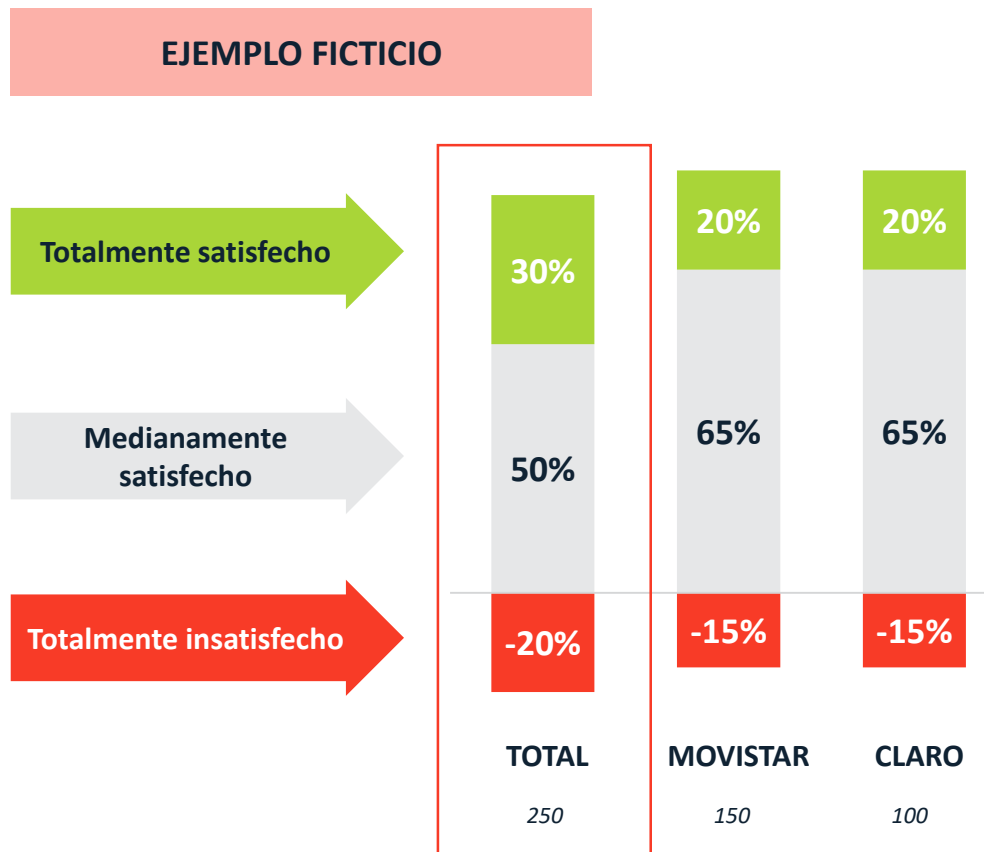 EJEMPLO FICTICIO
Totalmente satisfecho
30%
20%
20%
Medianamente
satisfecho
50%
65%
65%
Totalmente insatisfecho
-20%
-15%
-15%
TOTAL
MOVISTAR
CLARO
250
150
100